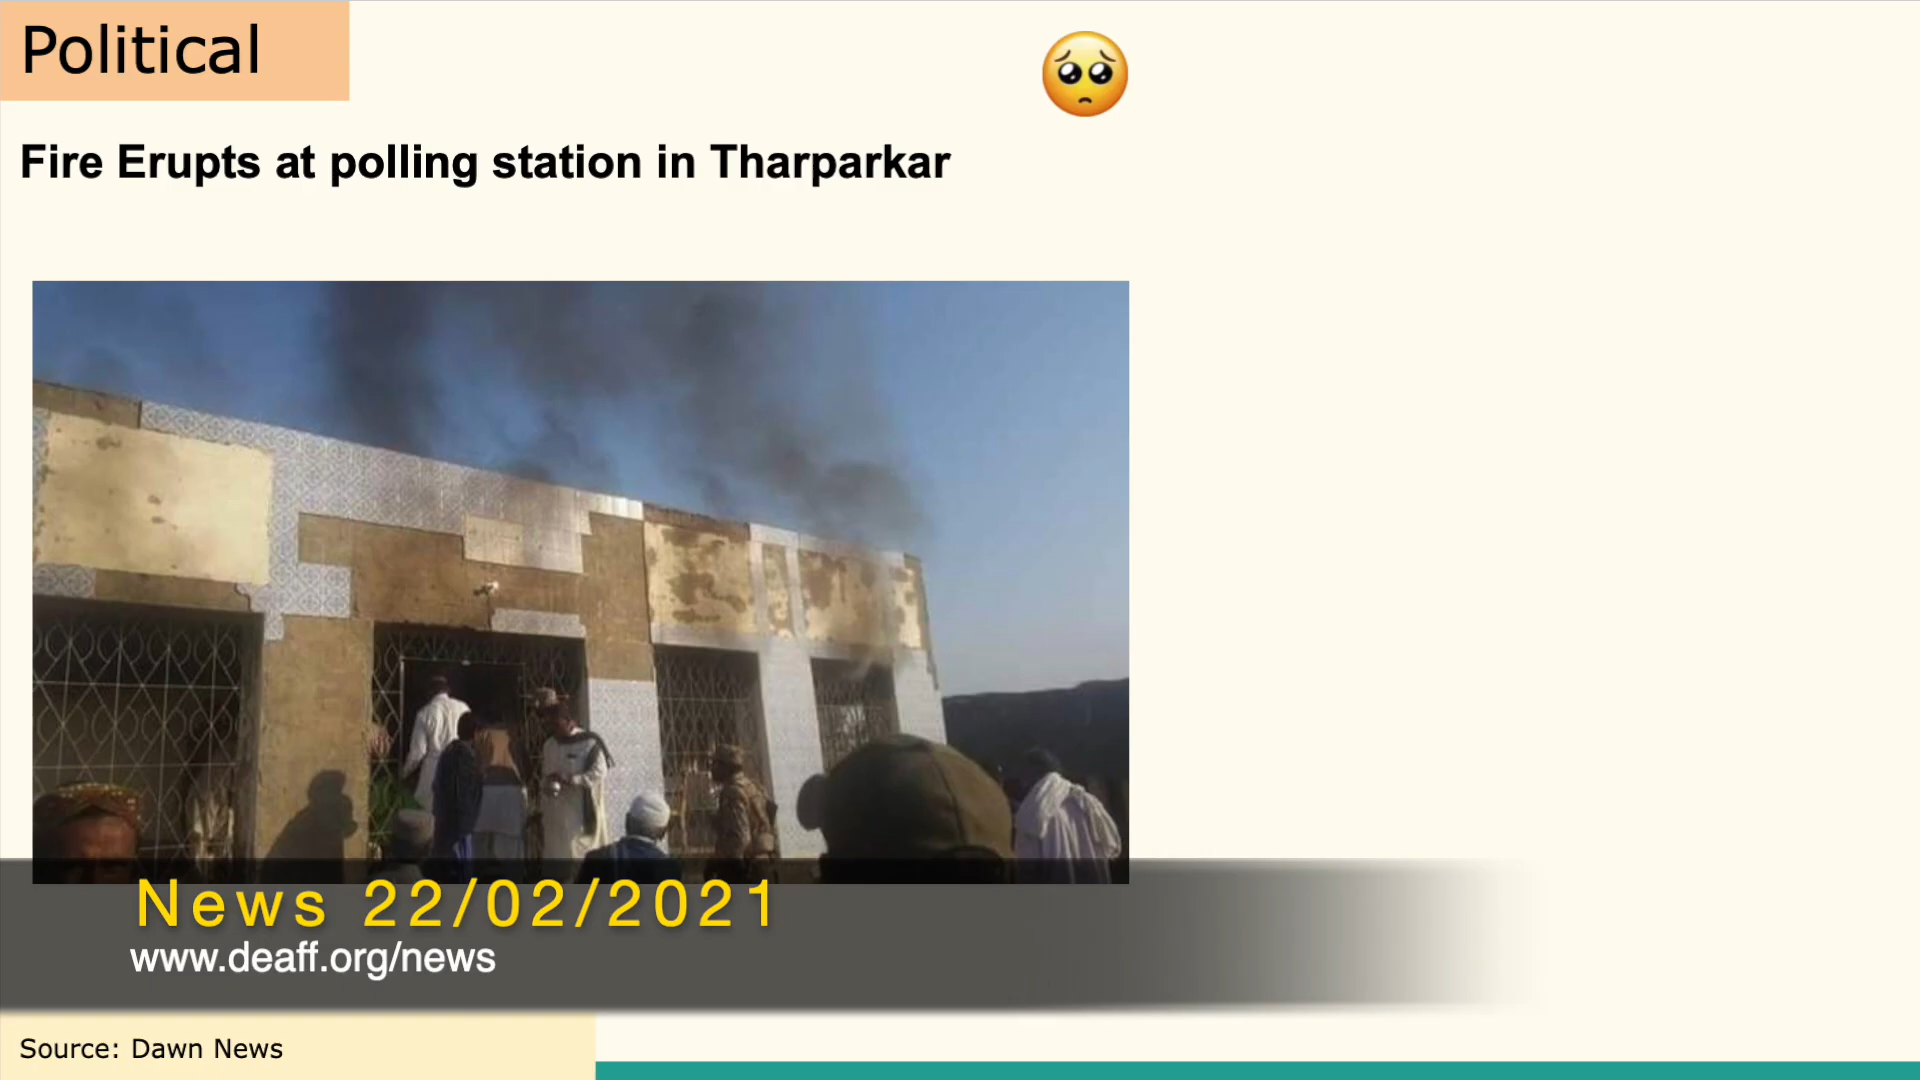 Political
Fire Erupts at polling station in Tharparkar
News 22/02/2021
www.deaff.org/news
Source: Dawn News